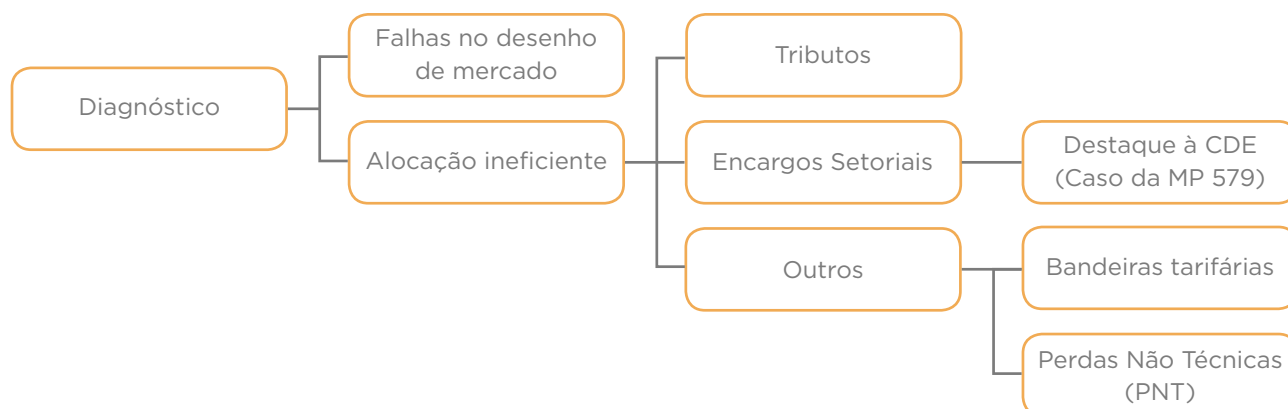 Diagnóstico
Falhas no desenho
de mercado
Alocação ineficiente
Tributos
Encargos Setoriais
Destaque à CDE
(Caso da MP 579)
Outros
Bandeiras tarifárias
Perdas Não Técnicas
(PNT)